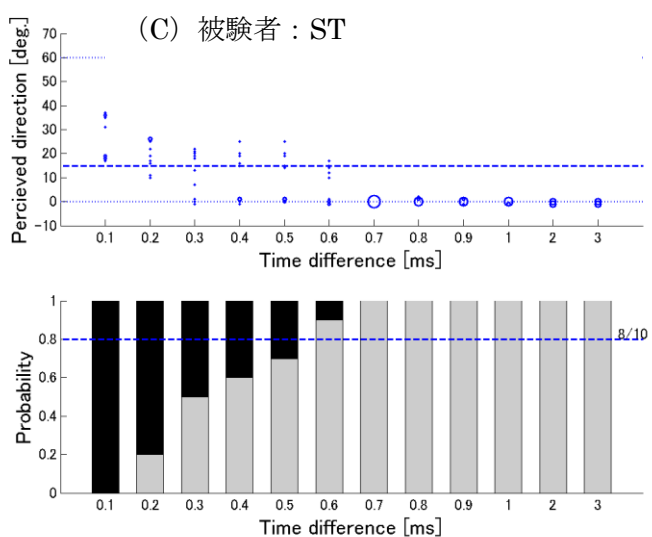 (C) 被験者：ST
Percieved direction [deg.]
70
60
50
40
30
20
10
0
-10
0.1 0.2 0.3 0.4 0.5 0.6 0.7 0.8 0.9 1 2 3
Time difference [ms]
Probability
1
0.8
0.6
0.4
0.2
0
8/10
0.1 0.2 0.3 0.4 0.5 0.6 0.7 0.8 0.9 1 2 3
Time difference [ms]